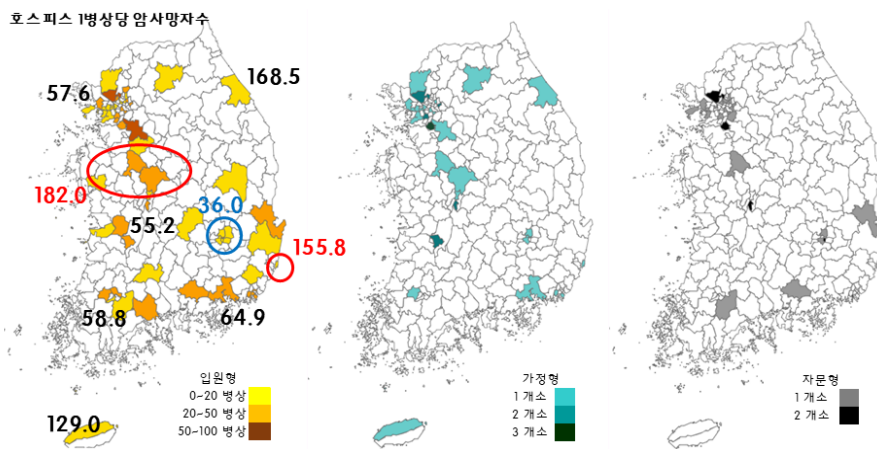 호스피스 1병상당 암사망자수
57.6
168.5
182.0
36.0
55.2
155.8
58.8
64.9
129.0
입원형
0~20 병상
20~50 병상
50~100 병상
가정형
1 개소
2 개소
3 개소
자문형
1 개소
2 개소